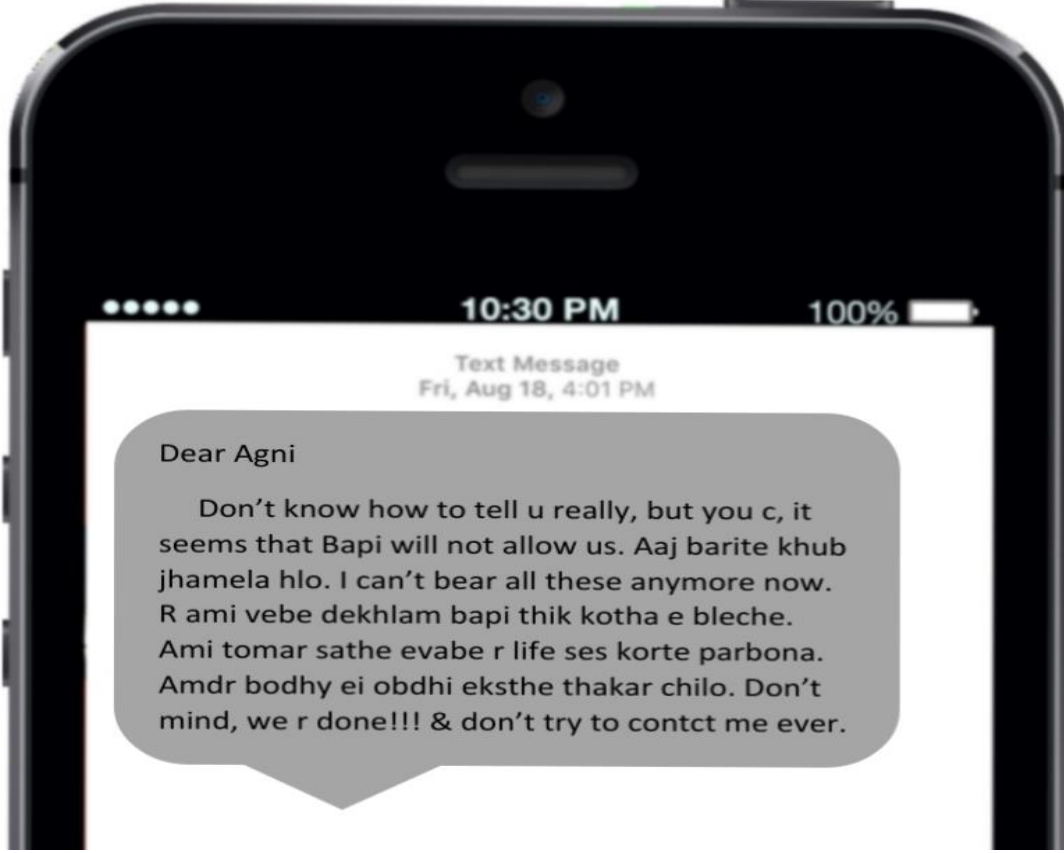 10:30 PM 100%
Text Message
Fri, Aug 18, 4:01 PM
Dear Agni
Don't know how to tell u really, but you c, it
seems that Bapi will not allow us. Aaj barite khub
jhamela hlo. I can't bear all these anymore now.
R ami vebe dekhlam bapi thik kotha e bleche.
Ami tomar sathe evabe r life ses korte parbona.
Amdr bodhy ei obdhi eksthe thakar chilo. Don't
mind, we r done!!! & don't try to contct me ever.